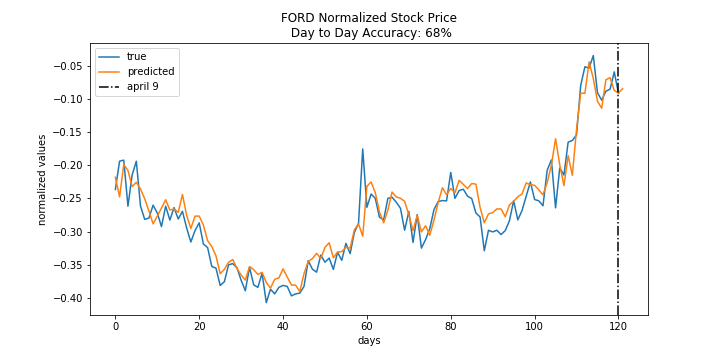 FORD Normalized Stock Price
Day to Day Accuracy: 68%
true
predicted
april 9
normalized values
−0.05
−0.10
−0.15
−0.20
−0.25
−0.30
−0.35
−0.40
0
20
40
60
80
100
120
days